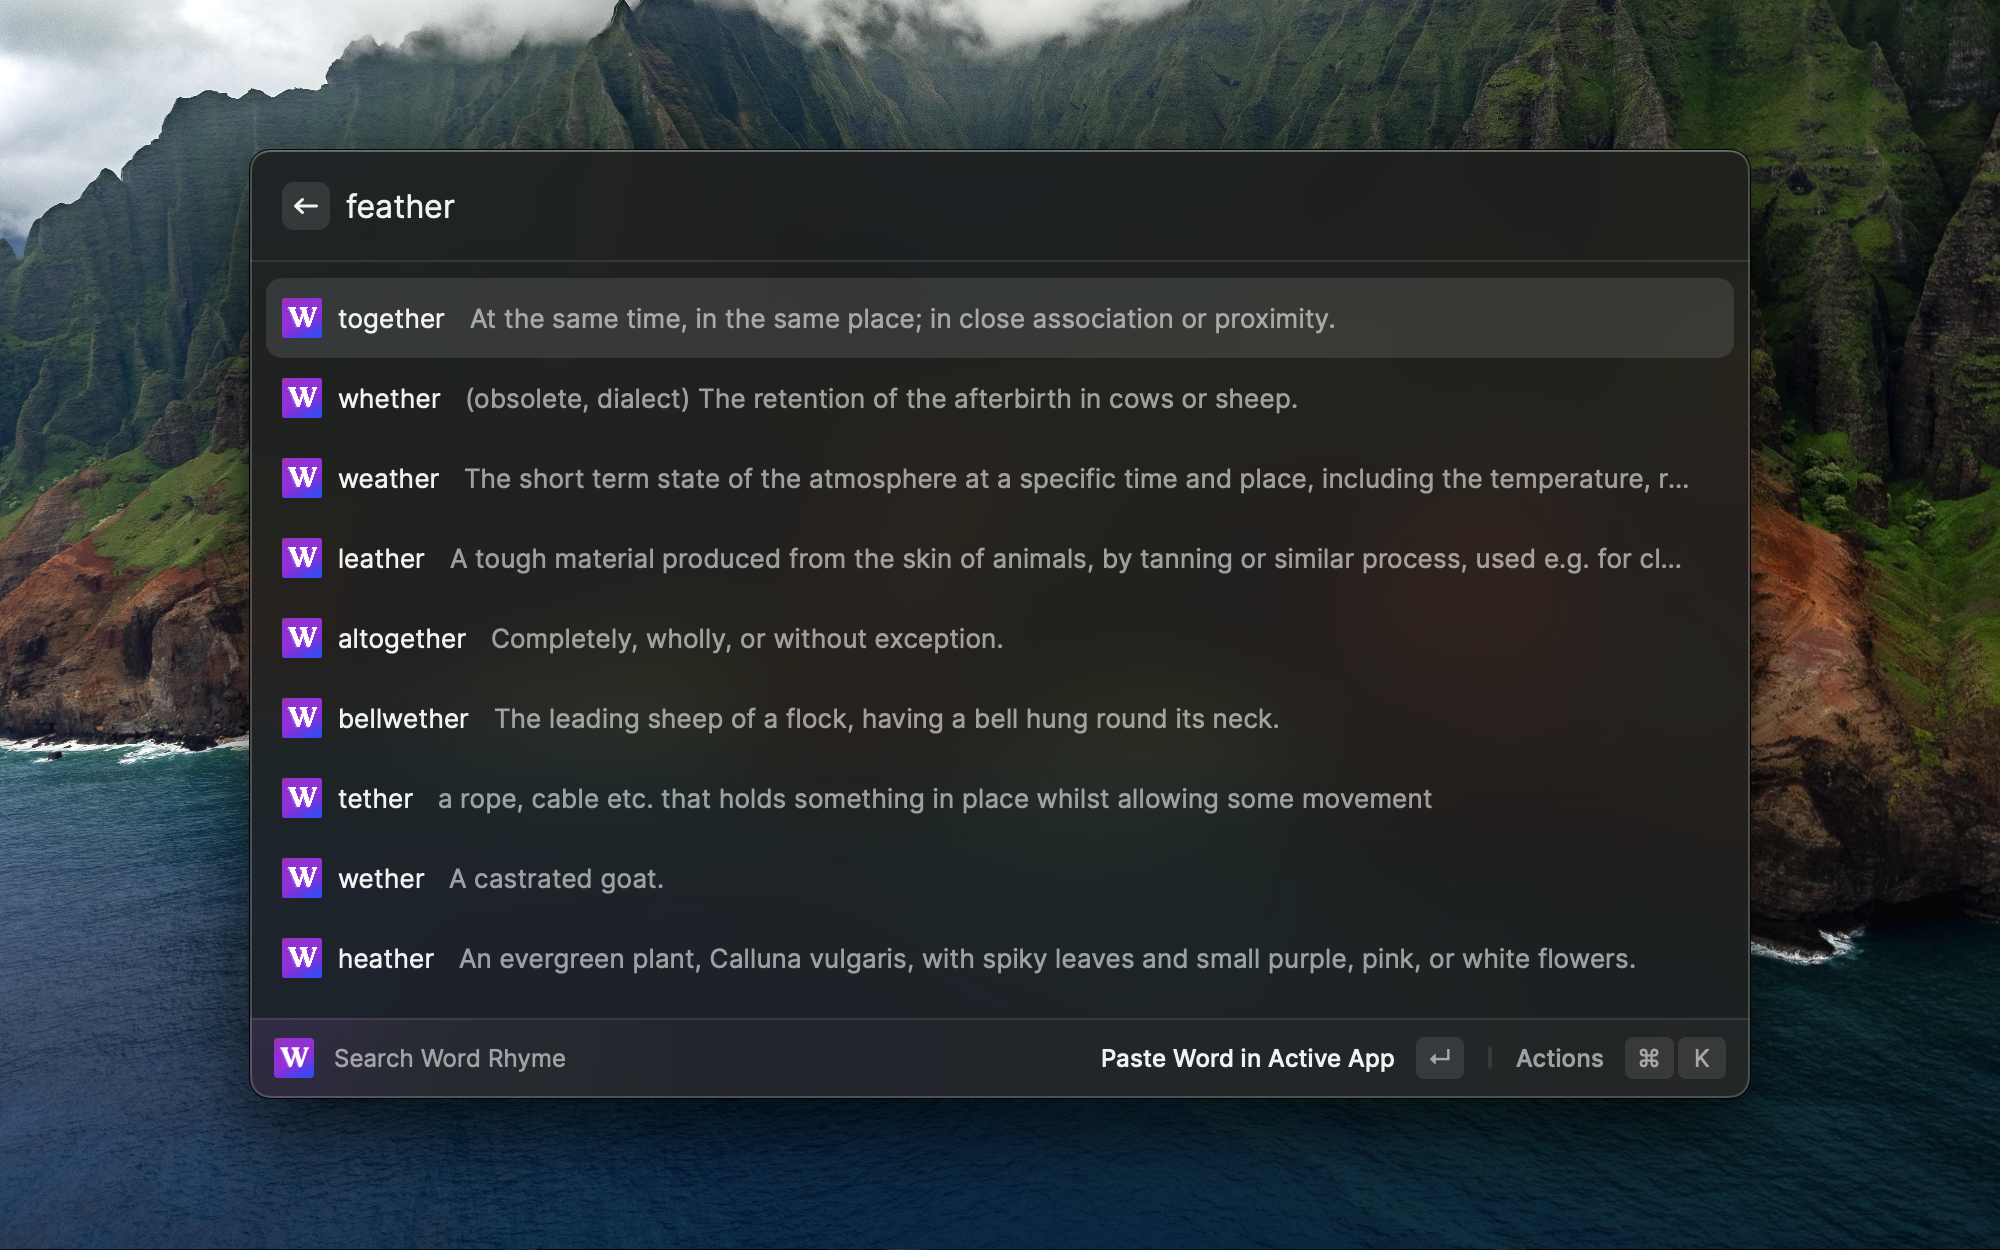 feather
W together At the same time, in the same place; in close association or proximity.
W whether (obsolete, dialect) The retention of the afterbirth in cows or sheep.
W weather The short term state of the atmosphere at a specific time and place, including the temperature, r...
W leather A tough material produced from the skin of animals, by tanning or similar process, used e.g. for cl...
W altogether Completely, wholly, or without exception.
W bellwether The leading sheep of a flock, having a bell hung round its neck.
W tether a rope, cable etc. that holds something in place whilst allowing some movement
W wether A castrated goat.
W heather An evergreen plant, Calluna vulgaris, with spiky leaves and small purple, pink, or white flowers.
W Search Word Rhyme Paste Word in Active App ↵ | Actions ⌘ K